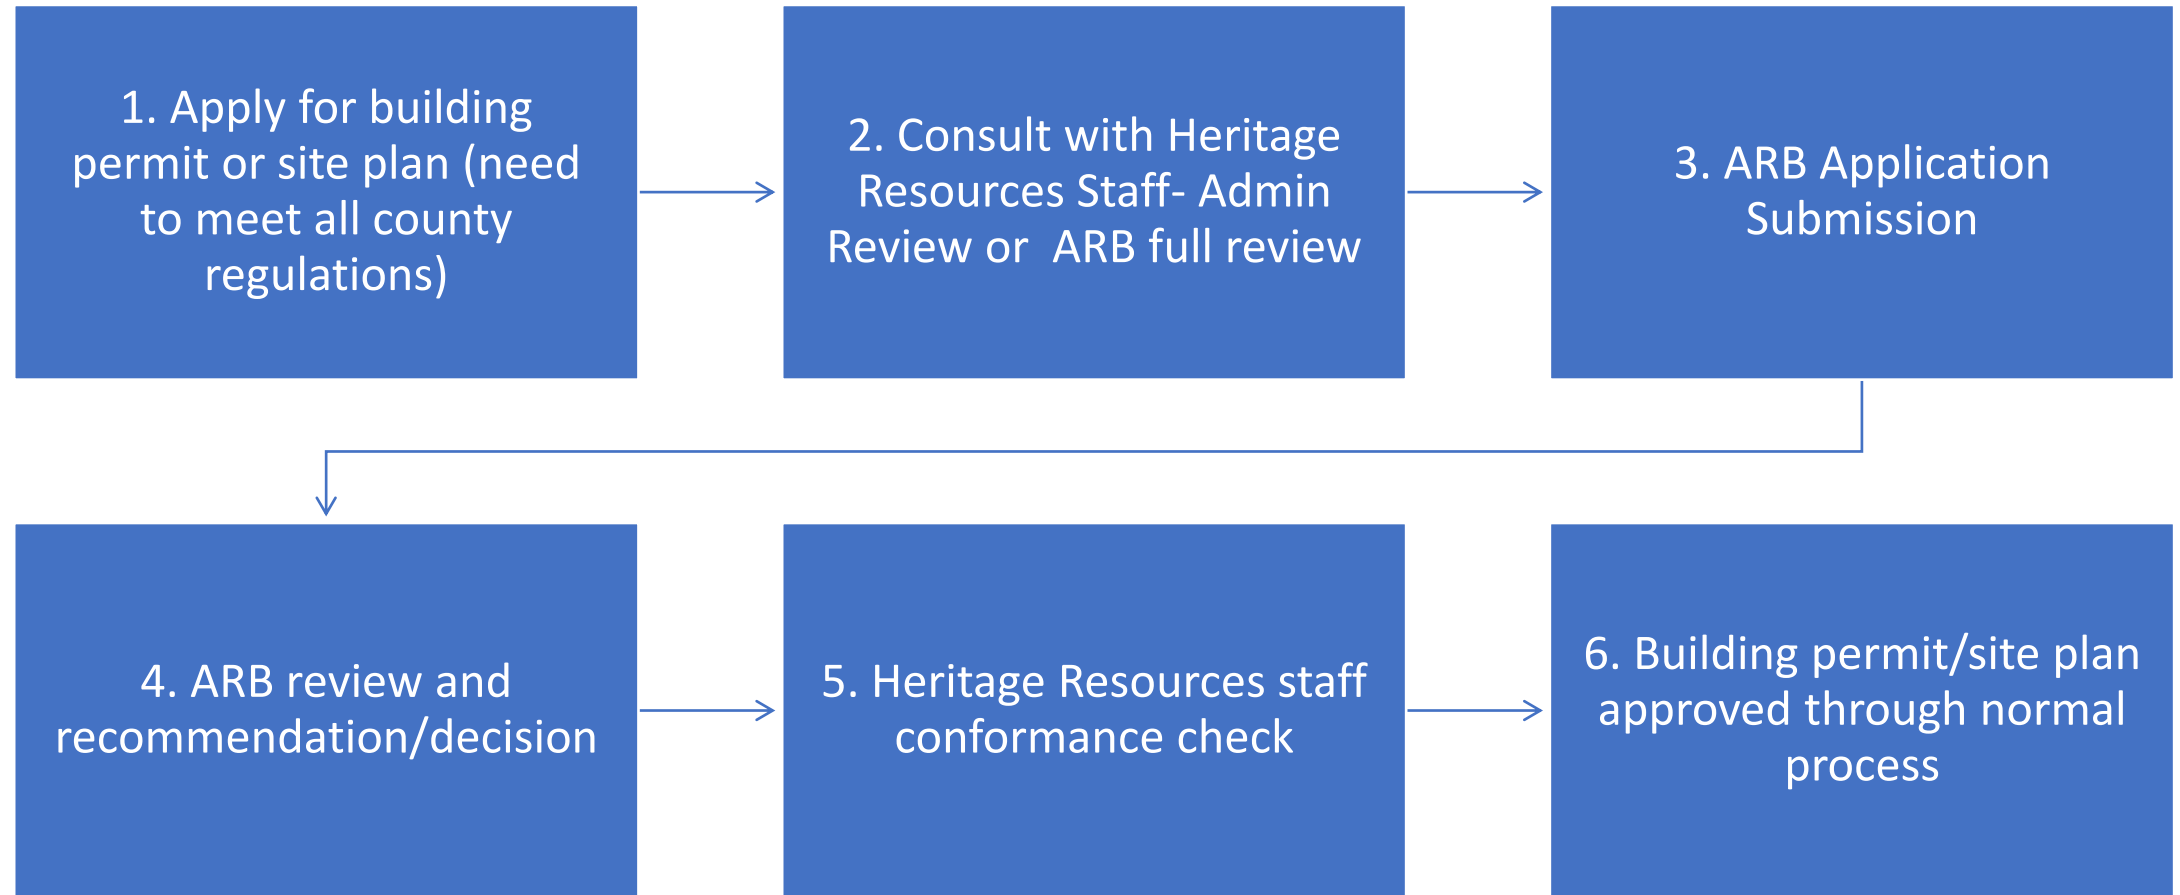 1. Apply for building
permit or site plan (need
to meet all county
regulations)
2. Consult with Heritage
Resources Staff- Admin
Review or  ARB full review
3. ARB Application
Submission
4. ARB review and
recommendation/decision
5. Heritage Resources staff
conformance check
6. Building permit/site plan
approved through normal
process